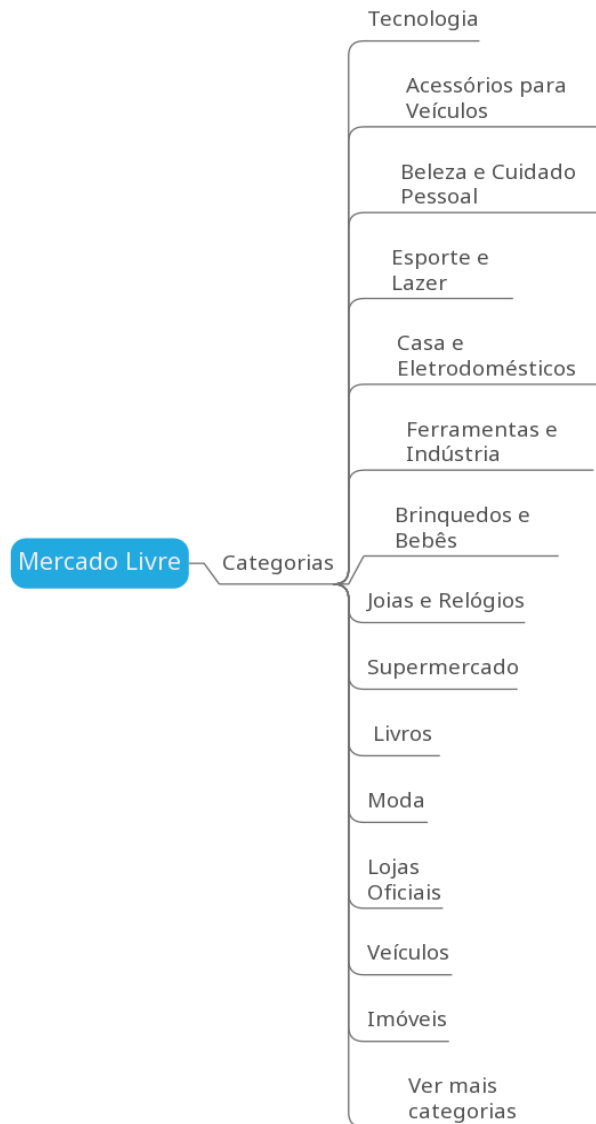 Tecnologia
Acessórios para
Veículos
Beleza e Cuidado
Pessoal
Esporte e
Lazer
Casa e
Eletrodomésticos
Ferramentas e
Indústria
Brinquedos e
Bebês
Mercado Livre
Categorias
Joias e Relógios
Supermercado
Livros
Moda
Lojas
Oficiais
Veículos
Imóveis
Ver mais
categorias